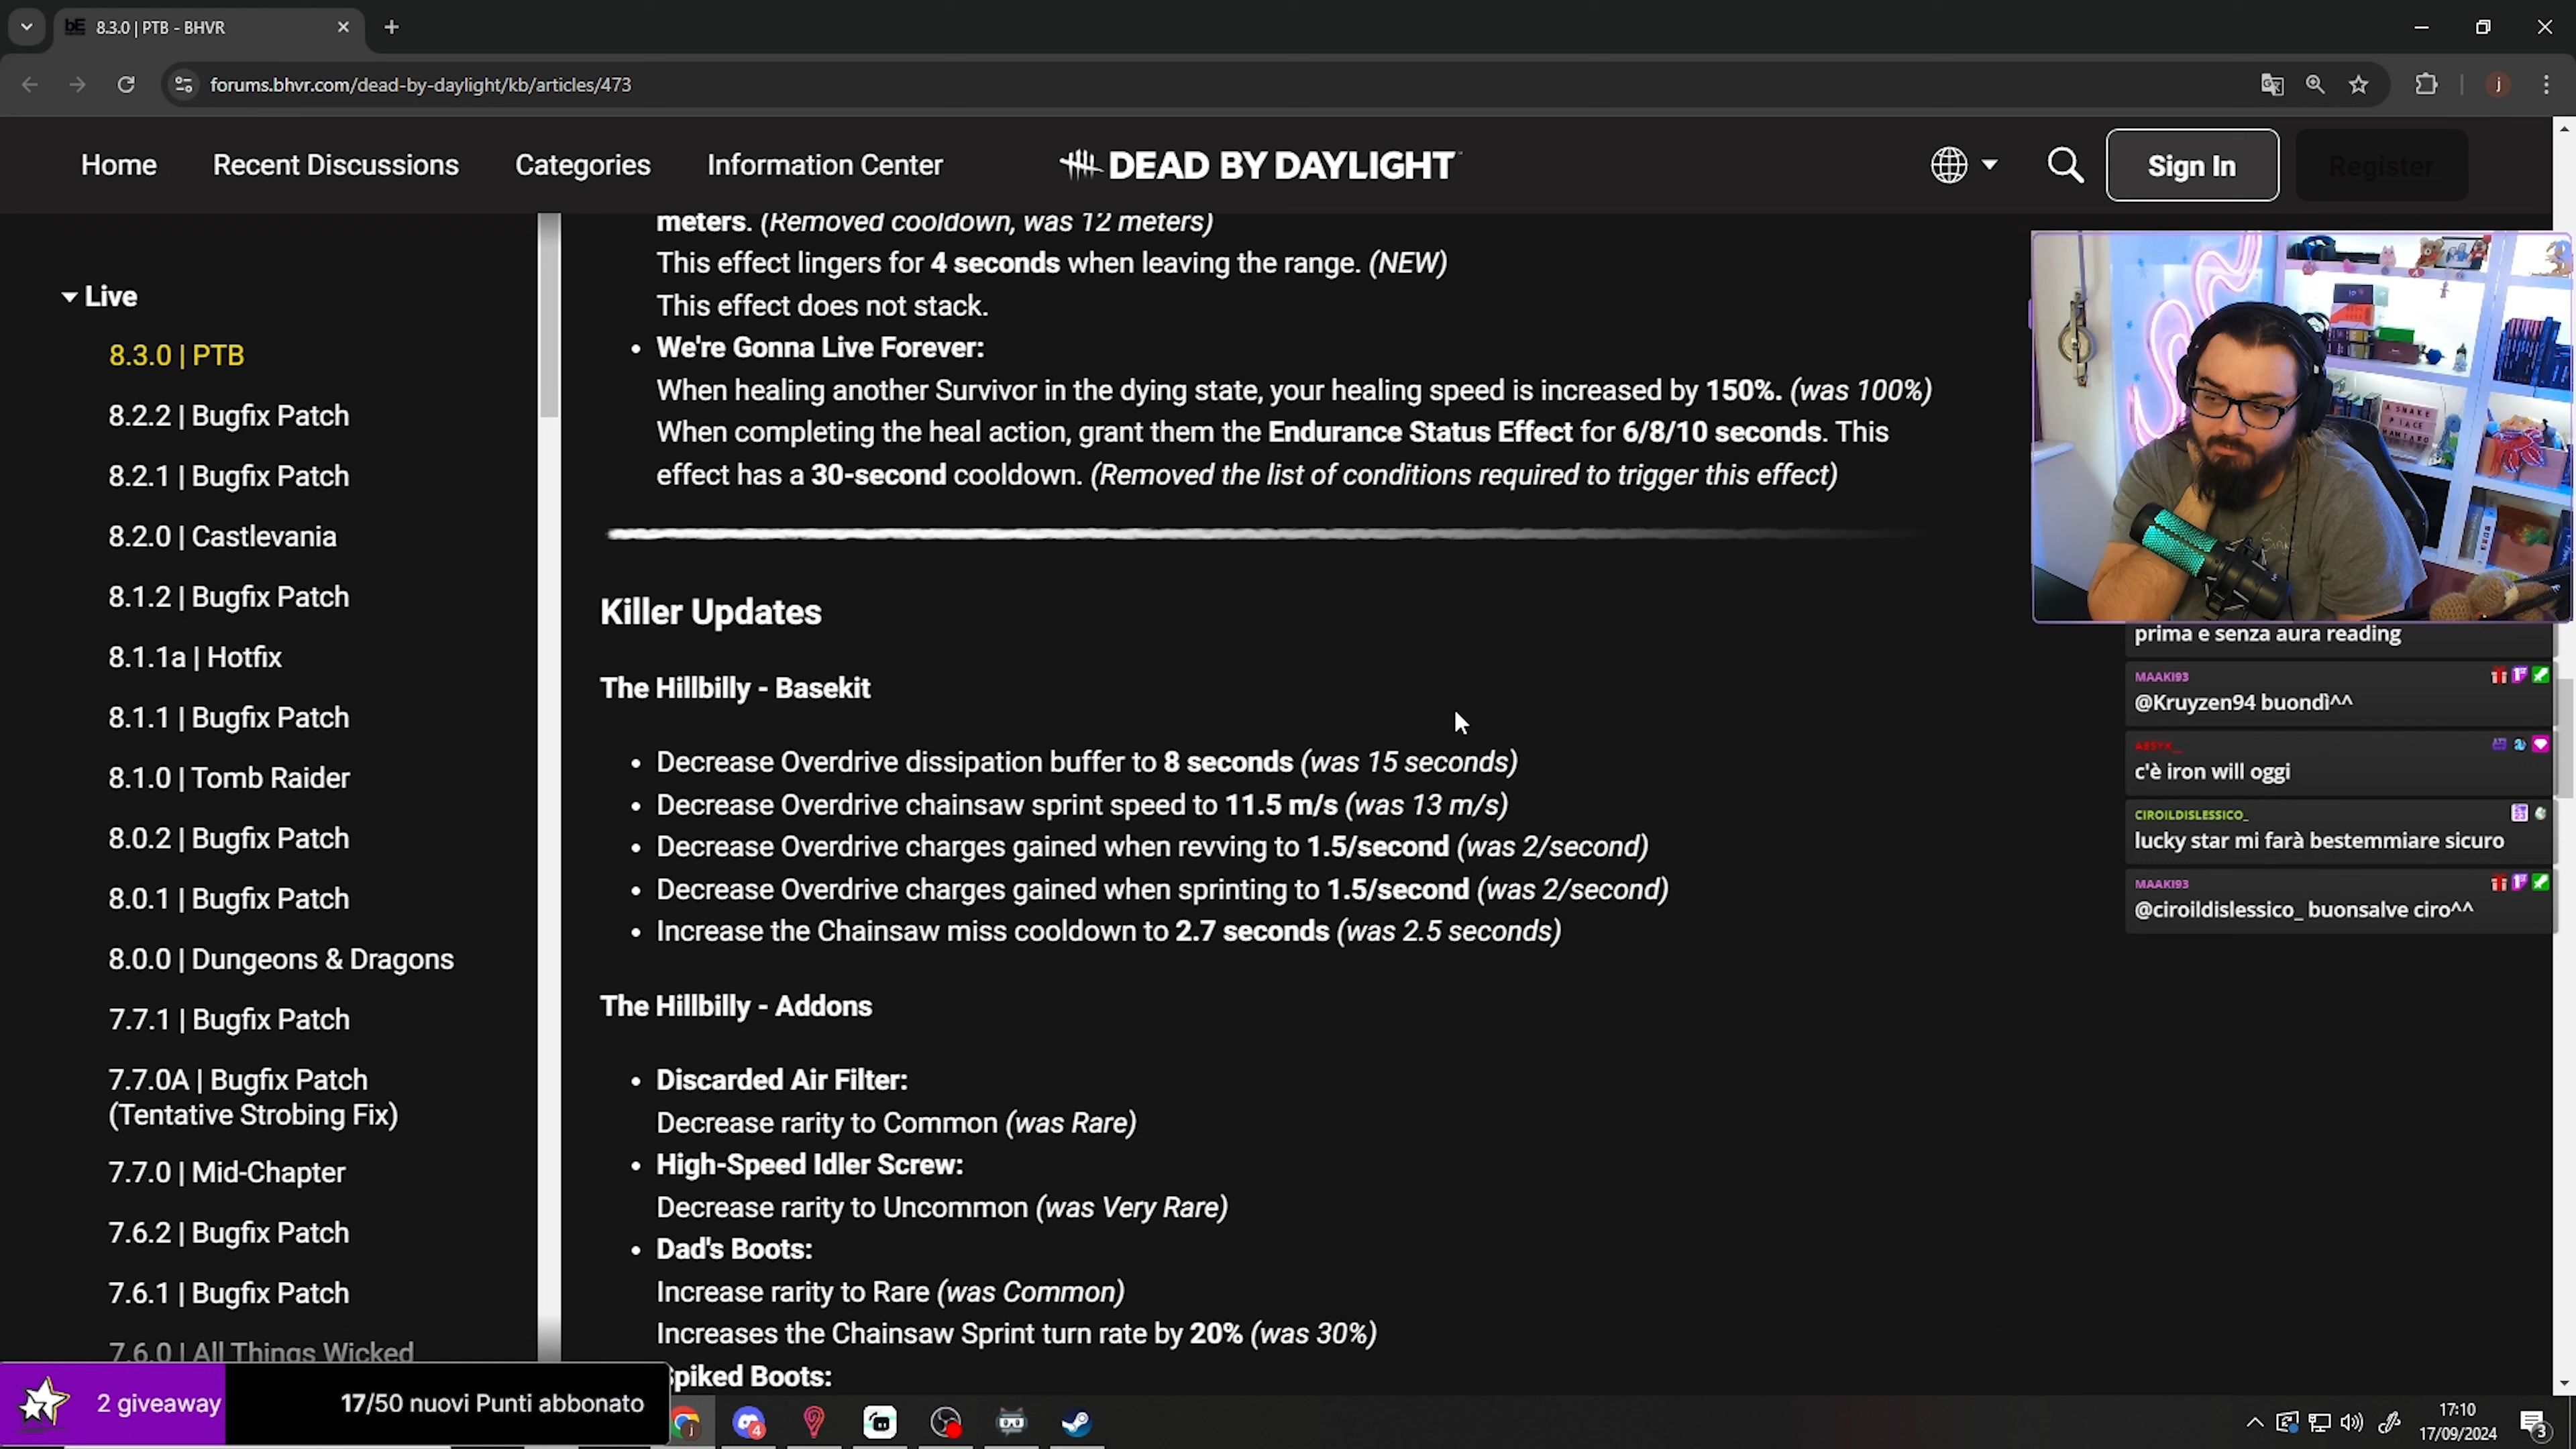 8.3.0 | PTB - BHVR
forums.bhvr.com/dead-by-daylight/kb/articles/473
j
Home
Recent Discussions
Categories
Information Center
DEAD BY DAYLIGHT
Sign In
Register
Live
8.3.0 | PTB
8.2.2 | Bugfix Patch
8.2.1 | Bugfix Patch
8.2.0 | Castlevania
8.1.2 | Bugfix Patch
8.1.1a | Hotfix
8.1.1 | Bugfix Patch
8.1.0 | Tomb Raider
8.0.2 | Bugfix Patch
8.0.1 | Bugfix Patch
8.0.0 | Dungeons & Dragons
7.7.1 | Bugfix Patch
7.7.0A | Bugfix Patch
(Tentative Strobing Fix)
7.7.0 | Mid-Chapter
7.6.2 | Bugfix Patch
7.6.1 | Bugfix Patch
7.6.0 | All Things Wicked
meters. (Removed cooldown, was 12 meters)
This effect lingers for 4 seconds when leaving the range. (NEW)
This effect does not stack.
• We're Gonna Live Forever:
When healing another Survivor in the dying state, your healing speed is increased by 150%. (was 100%)
When completing the heal action, grant them the Endurance Status Effect for 6/8/10 seconds. This
effect has a 30-second cooldown. (Removed the list of conditions required to trigger this effect)
Killer Updates
The Hillbilly - Basekit
• Decrease Overdrive dissipation buffer to 8 seconds (was 15 seconds)
• Decrease Overdrive chainsaw sprint speed to 11.5 m/s (was 13 m/s)
• Decrease Overdrive charges gained when revving to 1.5/second (was 2/second)
• Decrease Overdrive charges gained when sprinting to 1.5/second (was 2/second)
• Increase the Chainsaw miss cooldown to 2.7 seconds (was 2.5 seconds)
The Hillbilly - Addons
• Discarded Air Filter:
Decrease rarity to Common (was Rare)
• High-Speed Idler Screw:
Decrease rarity to Uncommon (was Very Rare)
• Dad's Boots:
Increase rarity to Rare (was Common)
Increases the Chainsaw Sprint turn rate by 20% (was 30%)
Spiked Boots:
A SNAKE
PLACE
prima e senza aura reading
MAAKI93
@Kruyzen94 buondì^^
c'è iron will oggi
CIROILDISLESSICO_
lucky star mi farà bestemmiare sicuro
MAAKI93
@ciroildislessico_ buonsalve ciro^^
2 giveaway
17/50 nuovi Punti abbonato
4
17:10
17/09/2024
3